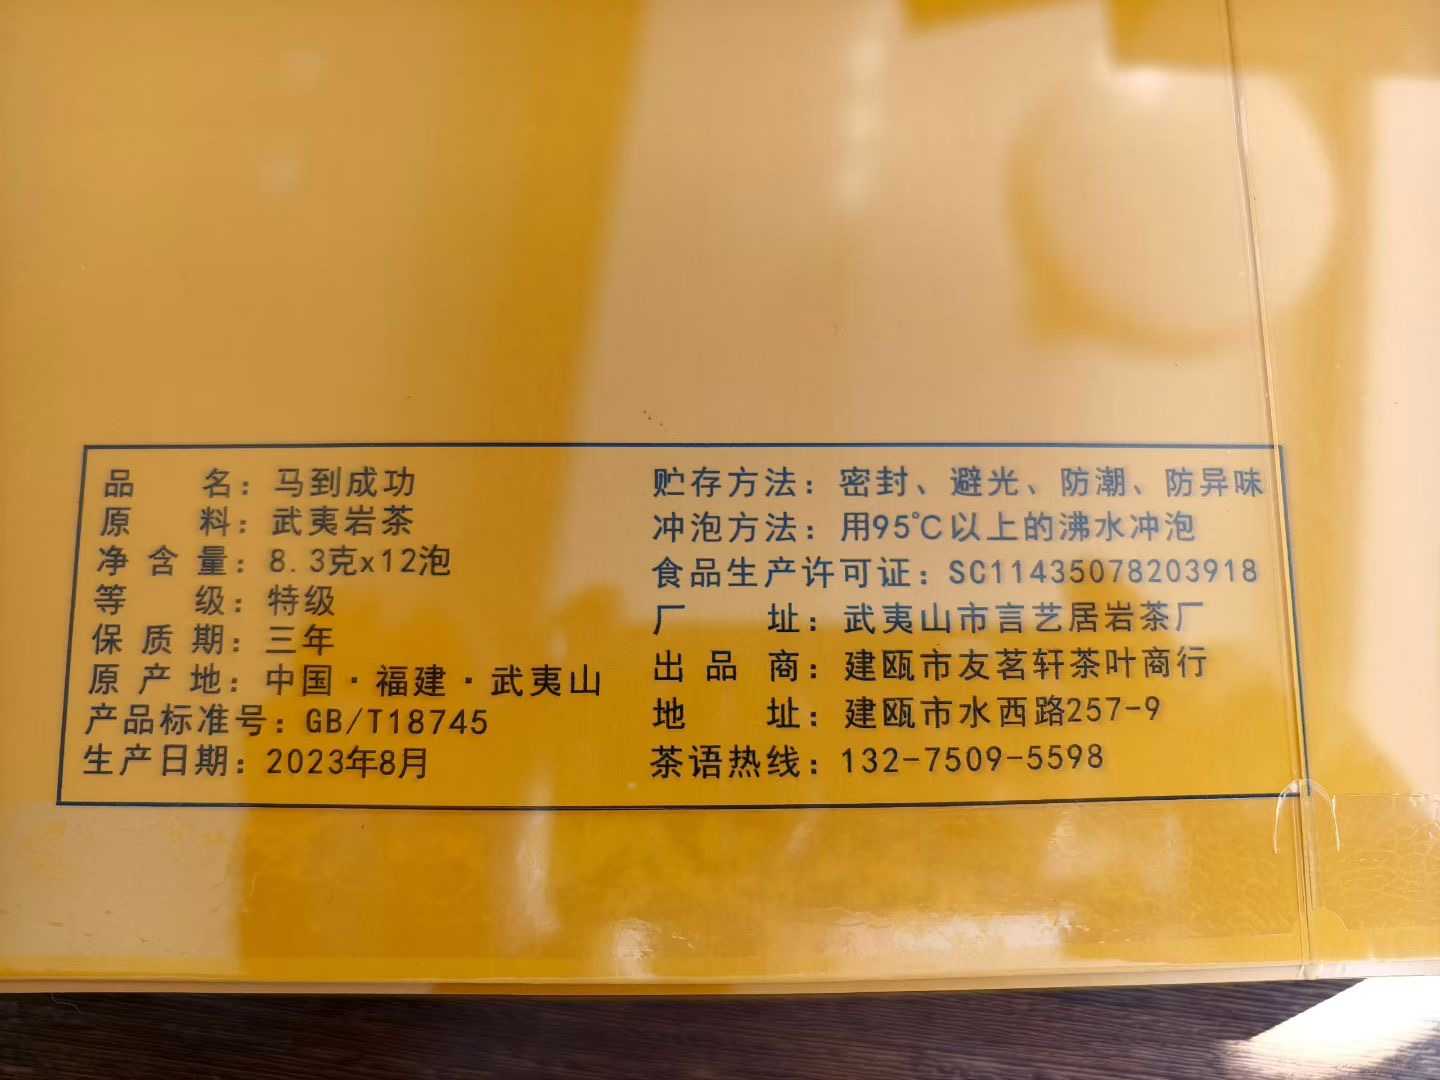 品名：马到成功
原料：武夷岩茶
净含量：8.3克x12泡
等级：特级
保质期：三年
原产地：中国·福建·武夷山
产品标准号：GB/T18745
生产日期：2023年8月
贮存方法：密封、避光、防潮、防异味
冲泡方法：用95℃以上的沸水冲泡
食品生产许可证：SC11435078203918
厂址：武夷山市言艺居岩茶厂
出品商：建瓯市友茗轩茶叶商行
地址：建瓯市水西路257-9
茶语热线：132-7509-5598